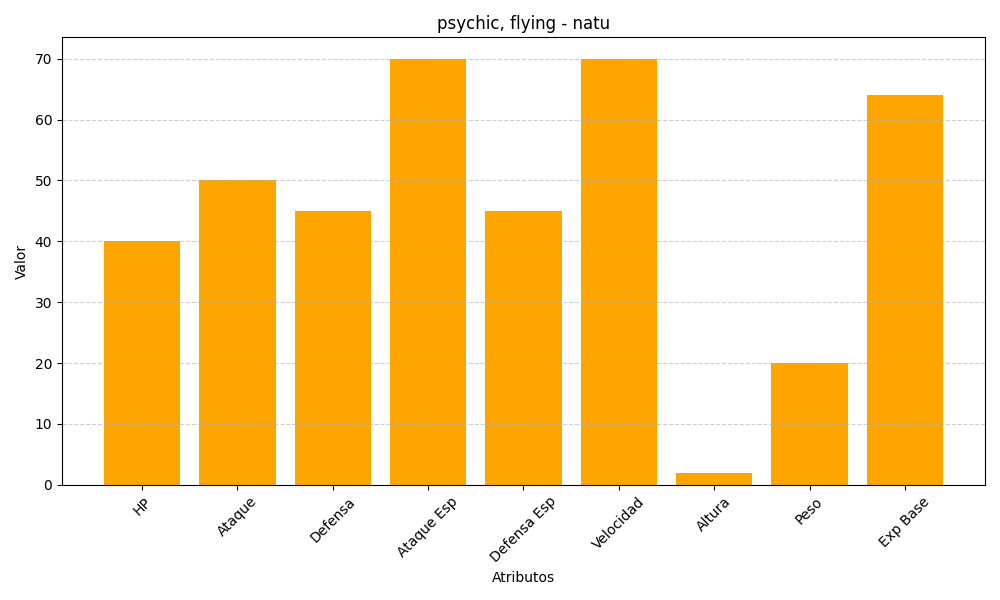 psychic, flying - natu
Valor
70
60
50
40
30
20
10
0
HP
Ataque
Defensa
Ataque Esp
Defensa Esp
Velocidad
Altura
Peso
Exp Base
Atributos